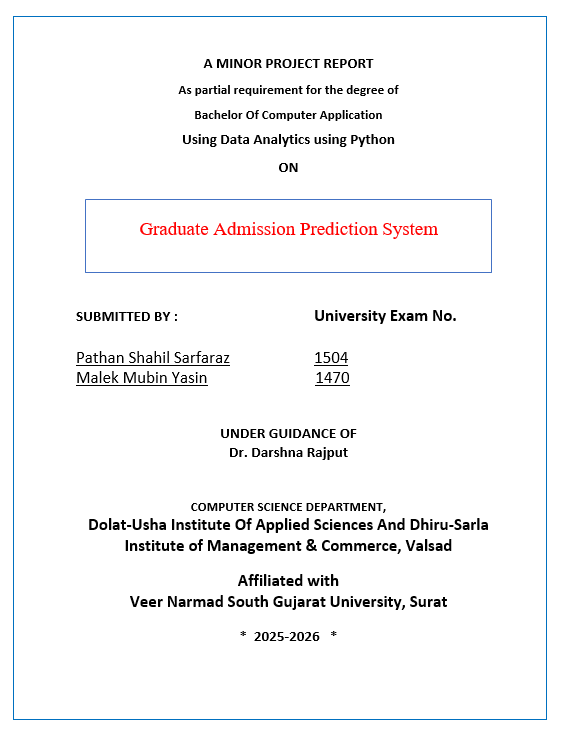 A MINOR PROJECT REPORT
As partial requirement for the degree of
Bachelor Of Computer Application
Using Data Analytics using Python
ON
Graduate Admission Prediction System
SUBMITTED BY : University Exam No.
Pathan Shahil Sarfaraz 1504
Malek Mubin Yasin 1470
UNDER GUIDANCE OF
Dr. Darshna Rajput
COMPUTER SCIENCE DEPARTMENT,
Dolat-Usha Institute Of Applied Sciences And Dhiru-Sarla
Institute of Management & Commerce, Valsad
Affiliated with
Veer Narmad South Gujarat University, Surat
* 2025-2026 *